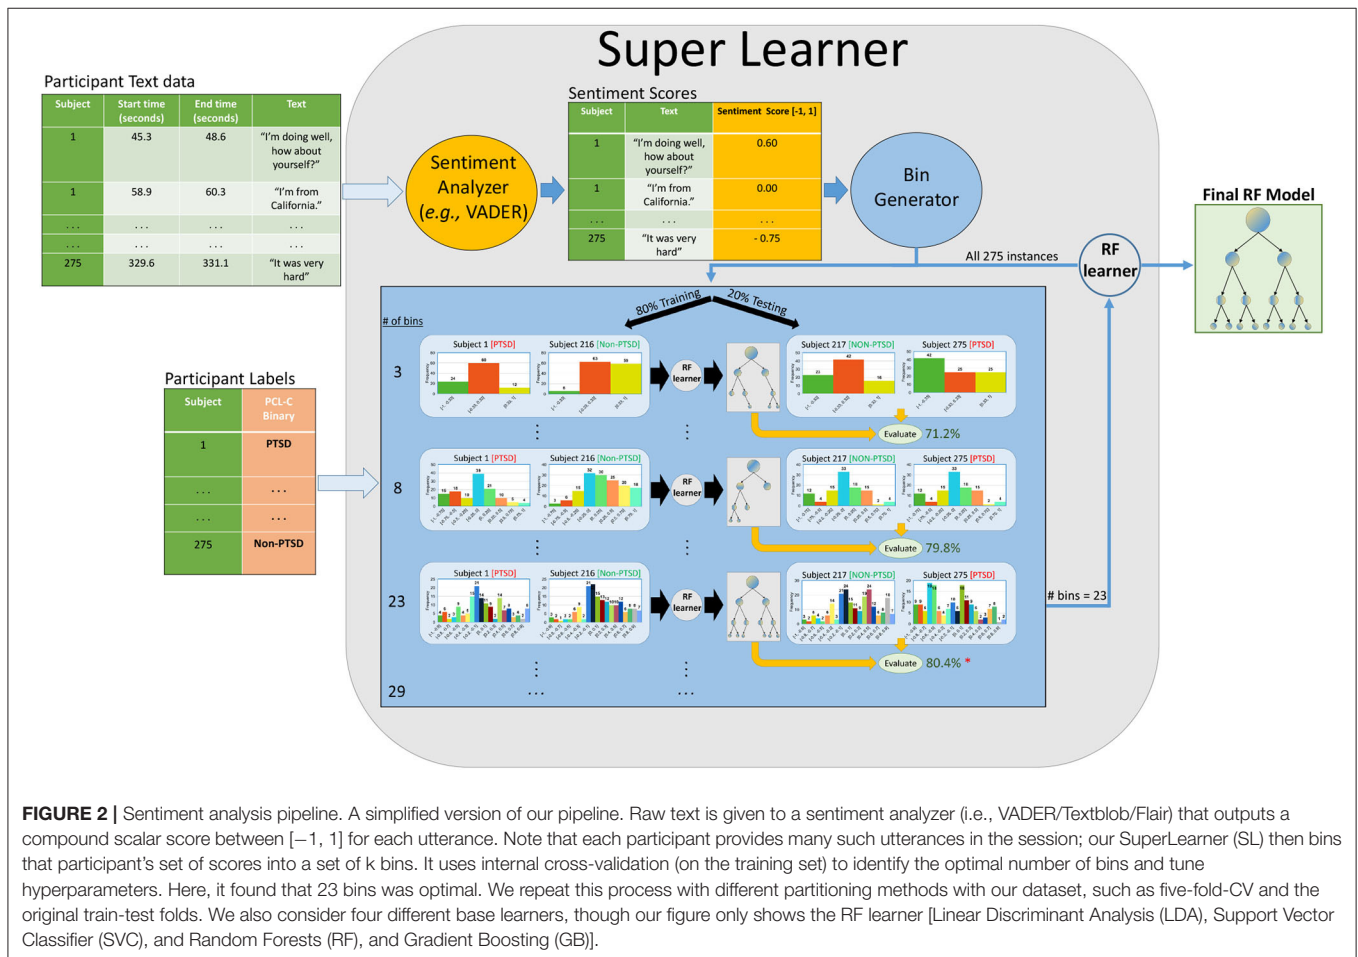 Super Learner
Participant Text data
Subject Start time (seconds) End time (seconds) Text
1 45.3 48.6 “I’m doing well, how about yourself?”
1 58.9 60.3 “I’m from California.”
... ... ... ...
... ... ... ...
275 329.6 331.1 “It was very hard”
Sentiment Analyzer (e.g., VADER)
Sentiment Scores
Subject Text Sentiment Score [-1, 1]
1 “I’m doing well, how about yourself?” 0.60
1 “I’m from California.” 0.00
... ... ...
275 “It was very hard” - 0.75
Bin Generator
All 275 instances
RF learner
Final RF Model
Participant Labels
Subject PCL-C Binary
1 PTSD
... ...
... ...
275 Non-PTSD
# of bins
80% Training
20% Testing
3
Subject 1 [PTSD]
Frequency
24 60 12
Subject 216 [Non-PTSD]
63 59
RF learner
Subject 217 [NON-PTSD]
Frequency
Subject 275 [PTSD]
Frequency
42 25 25
Evaluate 71.2%
8
Subject 1 [PTSD]
Frequency
Subject 216 [Non-PTSD]
RF learner
Subject 217 [NON-PTSD]
Frequency
Subject 275 [PTSD]
Evaluate 79.8%
23
Subject 1 [PTSD]
Frequency
Subject 216 [Non-PTSD]
RF learner
Subject 217 [NON-PTSD]
Frequency
Subject 275 [PTSD]
Evaluate 80.4% *
# bins = 23
29
... ...
FIGURE 2 | Sentiment analysis pipeline. A simplified version of our pipeline. Raw text is given to a sentiment analyzer (i.e., VADER/Textblob/Flair) that outputs a
compound scalar score between [−1, 1] for each utterance. Note that each participant provides many such utterances in the session; our SuperLearner (SL) then bins
that participant’s set of scores into a set of k bins. It uses internal cross-validation (on the training set) to identify the optimal number of bins and tune
hyperparameters. Here, it found that 23 bins was optimal. We repeat this process with different partitioning methods with our dataset, such as five-fold-CV and the
original train-test folds. We also consider four different base learners, though our figure only shows the RF learner [Linear Discriminant Analysis (LDA), Support Vector
Classifier (SVC), and Random Forests (RF), and Gradient Boosting (GB)].